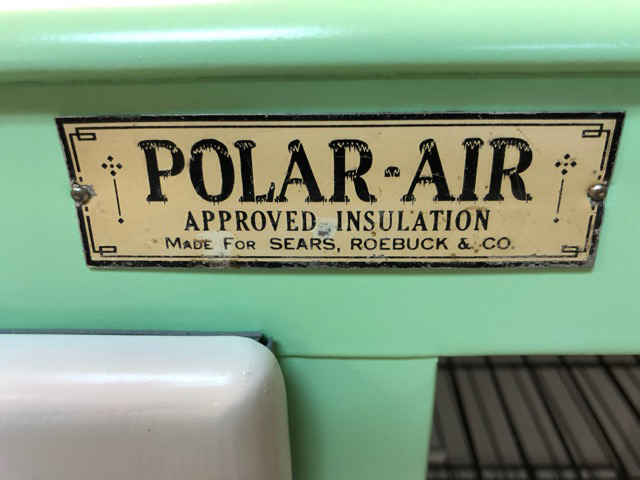 POLAR-AIR
APPROVED INSULATION
MADE FOR SEARS, ROEBUCK & CO.